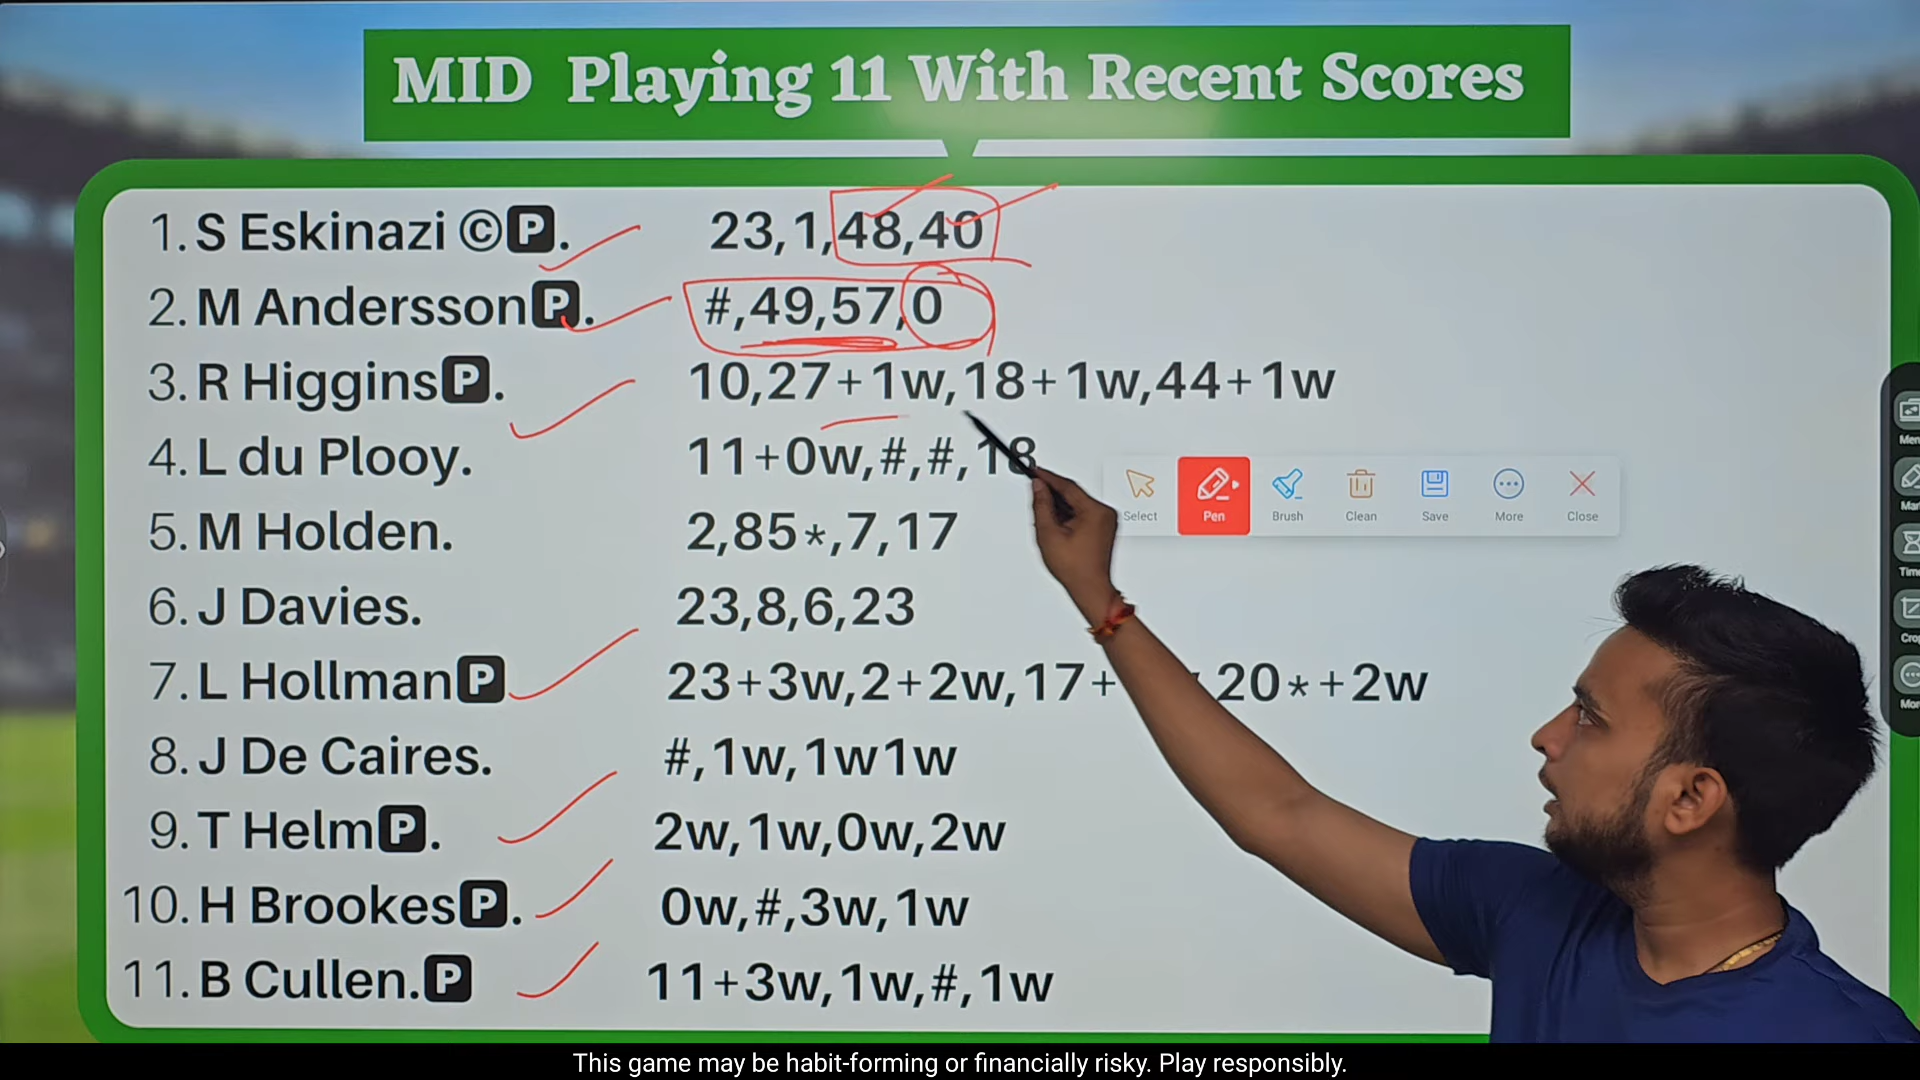 MID Playing 11 With Recent Scores
1. S Eskinazi ©🅿. 23,1,48,40
2. M Andersson🅿. #,49,57,0
3. R Higgins🅿. 10,27+1w,18+1w,44+1w
4. L du Plooy. 11+0w,#,#,18
5. M Holden. 2,85*,7,17
6. J Davies. 23,8,6,23
7. L Hollman🅿 23+3w,2+2w,17+ 20*+2w
8. J De Caires. #,1w,1w1w
9. T Helm🅿. 2w,1w,0w,2w
10. H Brookes🅿. 0w,#,3w,1w
11. B Cullen.🅿 11+3w,1w,#,1w
Select Pen Brush Clean Save More Close
This game may be habit-forming or financially risky. Play responsibly.